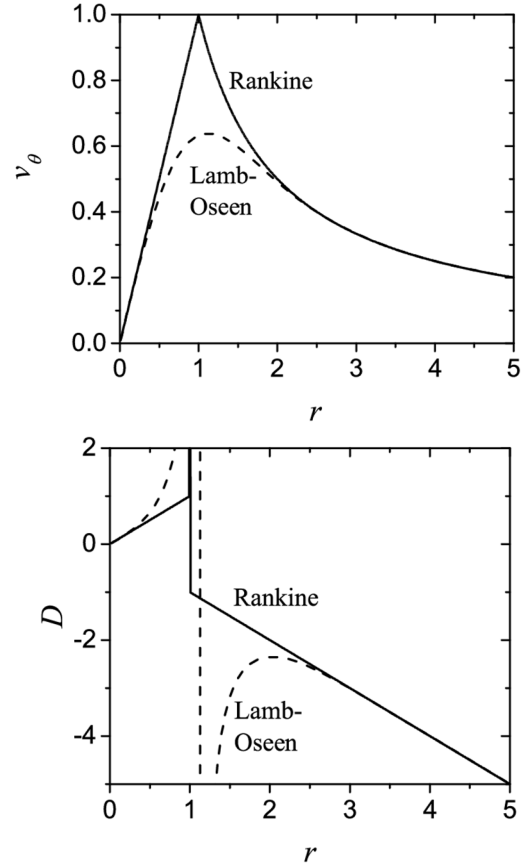 1.0
0.8
Rankine
0.6
v_θ
Lamb-
Oseen
0.4
0.2
0.0
0 1 2 3 4 5
r
2
0
Rankine
D
-2
Lamb-
Oseen
-4
0 1 2 3 4 5
r